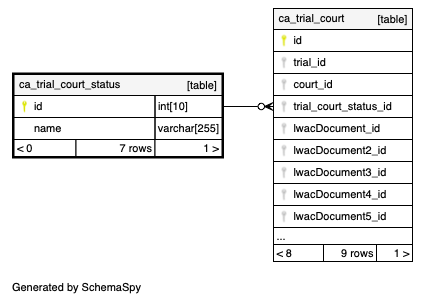 ca_trial_court [table]
id
trial_id
court_id
trial_court_status_id
lwacDocument_id
lwacDocument2_id
lwacDocument3_id
lwacDocument4_id
lwacDocument5_id
...
< 8 9 rows 1 >
ca_trial_court_status [table]
id int[10]
name varchar[255]
< 0 7 rows 1 >
Generated by SchemaSpy